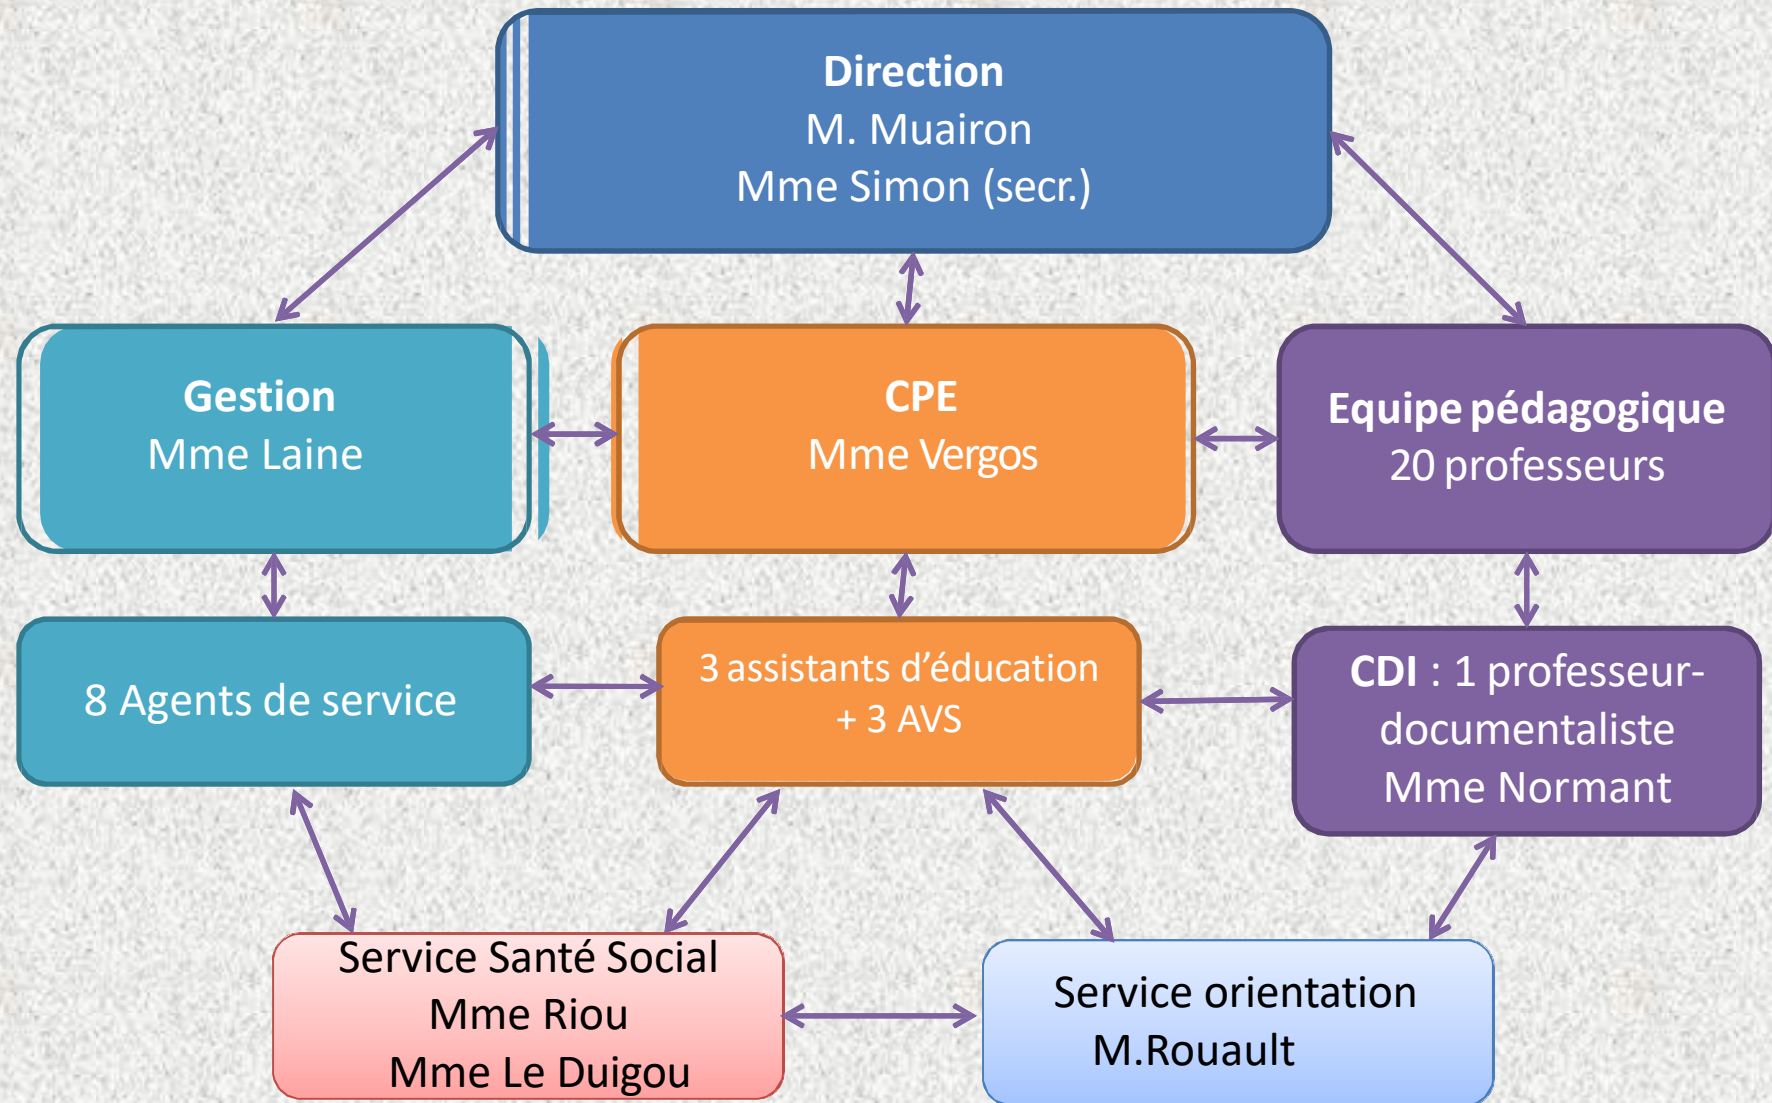 Direction
M. Muairon
Mme Simon (secr.)
Gestion
Mme Laine
CPE
Mme Vergos
Equipe pédagogique
20 professeurs
8 Agents de service
3 assistants d’éducation
+ 3 AVS
CDI : 1 professeur-
documentaliste
Mme Normant
Service Santé Social
Mme Riou
Mme Le Duigou
Service orientation
M.Rouault